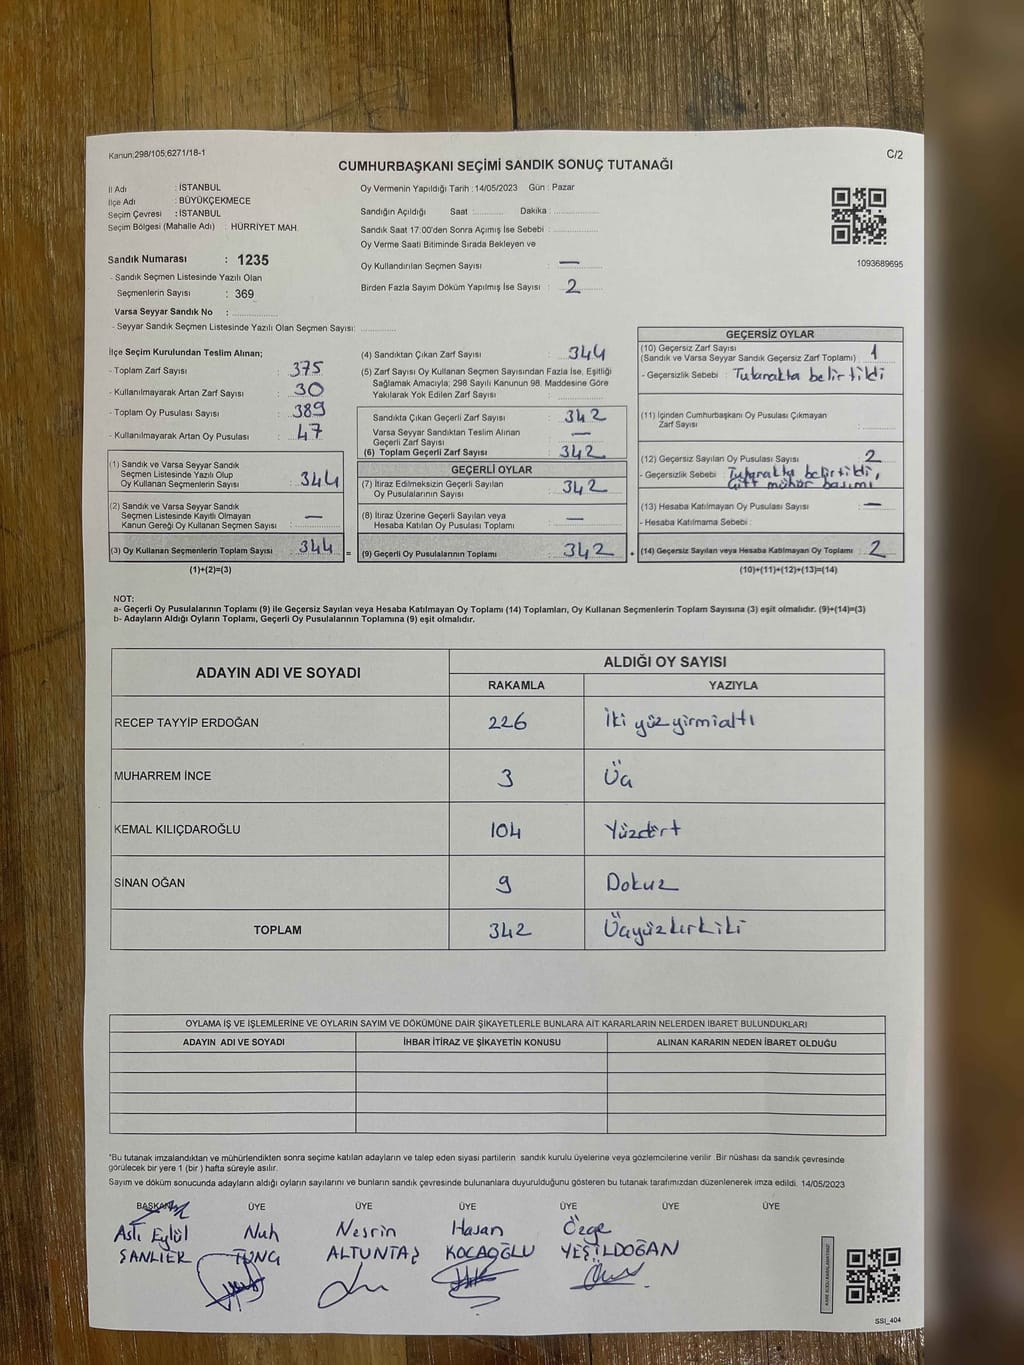 Kanun;298/105;6271/18-1
C/2
CUMHURBAŞKANI SEÇİMİ SANDIK SONUÇ TUTANAĞI
İl Adı : İSTANBUL
İlçe Adı : BÜYÜKÇEKMECE
Seçim Çevresi : İSTANBUL
Seçim Bölgesi (Mahalle Adı) : HÜRRİYET MAH.
Sandık Numarası : 1235
- Sandık Seçmen Listesinde Yazılı Olan
Seçmenlerin Sayısı : 369
Varsa Seyyar Sandık No :
- Seyyar Sandık Seçmen Listesinde Yazılı Olan Seçmen Sayısı:
Oy Vermenin Yapıldığı Tarih : 14/05/2023 Gün : Pazar
Sandığın Açıldığı Saat : Dakika :
Sandık Saat 17:00'den Sonra Açımış İse Sebebi :
Oy Verme Saati Bitiminde Sırada Bekleyen ve
Oy Kullandırılan Seçmen Sayısı : —
Birden Fazla Sayım Döküm Yapılmış İse Sayısı : 2
1093689695
İlçe Seçim Kurulundan Teslim Alınan;
- Toplam Zarf Sayısı : 375
- Kullanılmayarak Artan Zarf Sayısı : 30
- Toplam Oy Pusulası Sayısı : 389
- Kullanılmayarak Artan Oy Pusulası : 47
(1) Sandık ve Varsa Seyyar Sandık
Seçmen Listesinde Yazılı Olup
Oy Kullanan Seçmenlerin Sayısı : 344
(2) Sandık ve Varsa Seyyar Sandık
Seçmen Listesinde Kayıtlı Olmayan
Kanun Gereği Oy Kullanan Seçmen Sayısı : —
(3) Oy Kullanan Seçmenlerin Toplam Sayısı : 344
(1)+(2)=(3)
=
(4) Sandıktan Çıkan Zarf Sayısı : 344
(5) Zarf Sayısı Oy Kullanan Seçmen Sayısından Fazla İse, Eşitliği
Sağlamak Amacıyla; 298 Sayılı Kanunun 98. Maddesine Göre
Yakılarak Yok Edilen Zarf Sayısı :
Sandıkta Çıkan Geçerli Zarf Sayısı : 342
Varsa Seyyar Sandıktan Teslim Alınan
Geçerli Zarf Sayısı : —
(6) Toplam Geçerli Zarf Sayısı : 342
GEÇERLİ OYLAR
(7) İtiraz Edilmeksizin Geçerli Sayılan
Oy Pusulalarının Sayısı : 342
(8) İtiraz Üzerine Geçerli Sayılan veya
Hesaba Katılan Oy Pusulası Toplamı : —
(9) Geçerli Oy Pusulalarının Toplamı : 342
GEÇERSİZ OYLAR
(10) Geçersiz Zarf Sayısı
(Sandık ve Varsa Seyyar Sandık Geçersiz Zarf Toplamı) : 1
- Geçersizlik Sebebi : Tutanakta belirtildi
(11) İçinden Cumhurbaşkanı Oy Pusulası Çıkmayan
Zarf Sayısı :
(12) Geçersiz Sayılan Oy Pusulası Sayısı : 2
- Geçersizlik Sebebi : Tutanakta belirtildi,
Çift mühür basımı
(13) Hesaba Katılmayan Oy Pusulası Sayısı : —
- Hesaba Katılmama Sebebi :
(14) Geçersiz Sayılan veya Hesaba Katılmayan Oy Toplamı : 2
(10)+(11)+(12)+(13)=(14)
NOT:
a- Geçerli Oy Pusulalarının Toplamı (9) ile Geçersiz Sayılan veya Hesaba Katılmayan Oy Toplamı (14) Toplamları, Oy Kullanan Seçmenlerin Toplam Sayısına (3) eşit olmalıdır. (9)+(14)=(3)
b- Adayların Aldığı Oyların Toplamı, Geçerli Oy Pusulalarının Toplamına (9) eşit olmalıdır.
ADAYIN ADI VE SOYADI
ALDIĞI OY SAYISI
RAKAMLA YAZIYLA
RECEP TAYYİP ERDOĞAN 226 İki yüz yirmialtı
MUHARREM İNCE 3 Üç
KEMAL KILIÇDAROĞLU 104 Yüzdört
SİNAN OĞAN 9 Dokuz
TOPLAM 342 Üçyüzkırkiki
OYLAMA İŞ VE İŞLEMLERİNE VE OYLARIN SAYIM VE DÖKÜMÜNE DAİR ŞİKAYETLERLE BUNLARA AİT KARARLARIN NELERDEN İBARET BULUNDUKLARI
ADAYIN ADI VE SOYADI İHBAR İTİRAZ VE ŞİKAYETİN KONUSU ALINAN KARARIN NEDEN İBARET OLDUĞU
*Bu tutanak imzalandıktan ve mühürlendikten sonra seçime katılan adayların ve talep eden siyasi partilerin sandık kurulu üyelerine veya gözlemcilerine verilir .Bir nüshası da sandık çevresinde
görülecek bir yere 1 (bir ) hafta süreyle asılır.
Sayım ve döküm sonucunda adayların aldığı oyların sayılarını ve bunların sandık çevresinde bulunanlara duyurulduğunu gösteren bu tutanak tarafımızdan düzenlenerek imza edildi. 14/05/2023
BAŞKAN ÜYE ÜYE ÜYE ÜYE ÜYE ÜYE
Aslı Eylül Nuh Nesrin Hasan Özge
ŞANLIER TUNÇ ALTUNTAŞ KOCAOĞLU YEŞİLDOĞAN
SSI_404